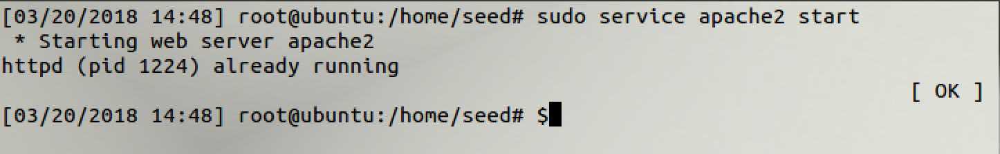 [03/20/2018 14:48] root@ubuntu:/home/seed# sudo service apache2 start
 * Starting web server apache2
httpd (pid 1224) already running
[ OK ]
[03/20/2018 14:48] root@ubuntu:/home/seed# $